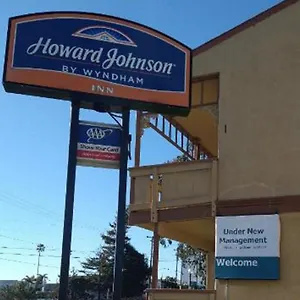 Howard Johnson
BY WYNDHAM
INN
AAA
Show Your Card
Under New
Management
Welcome